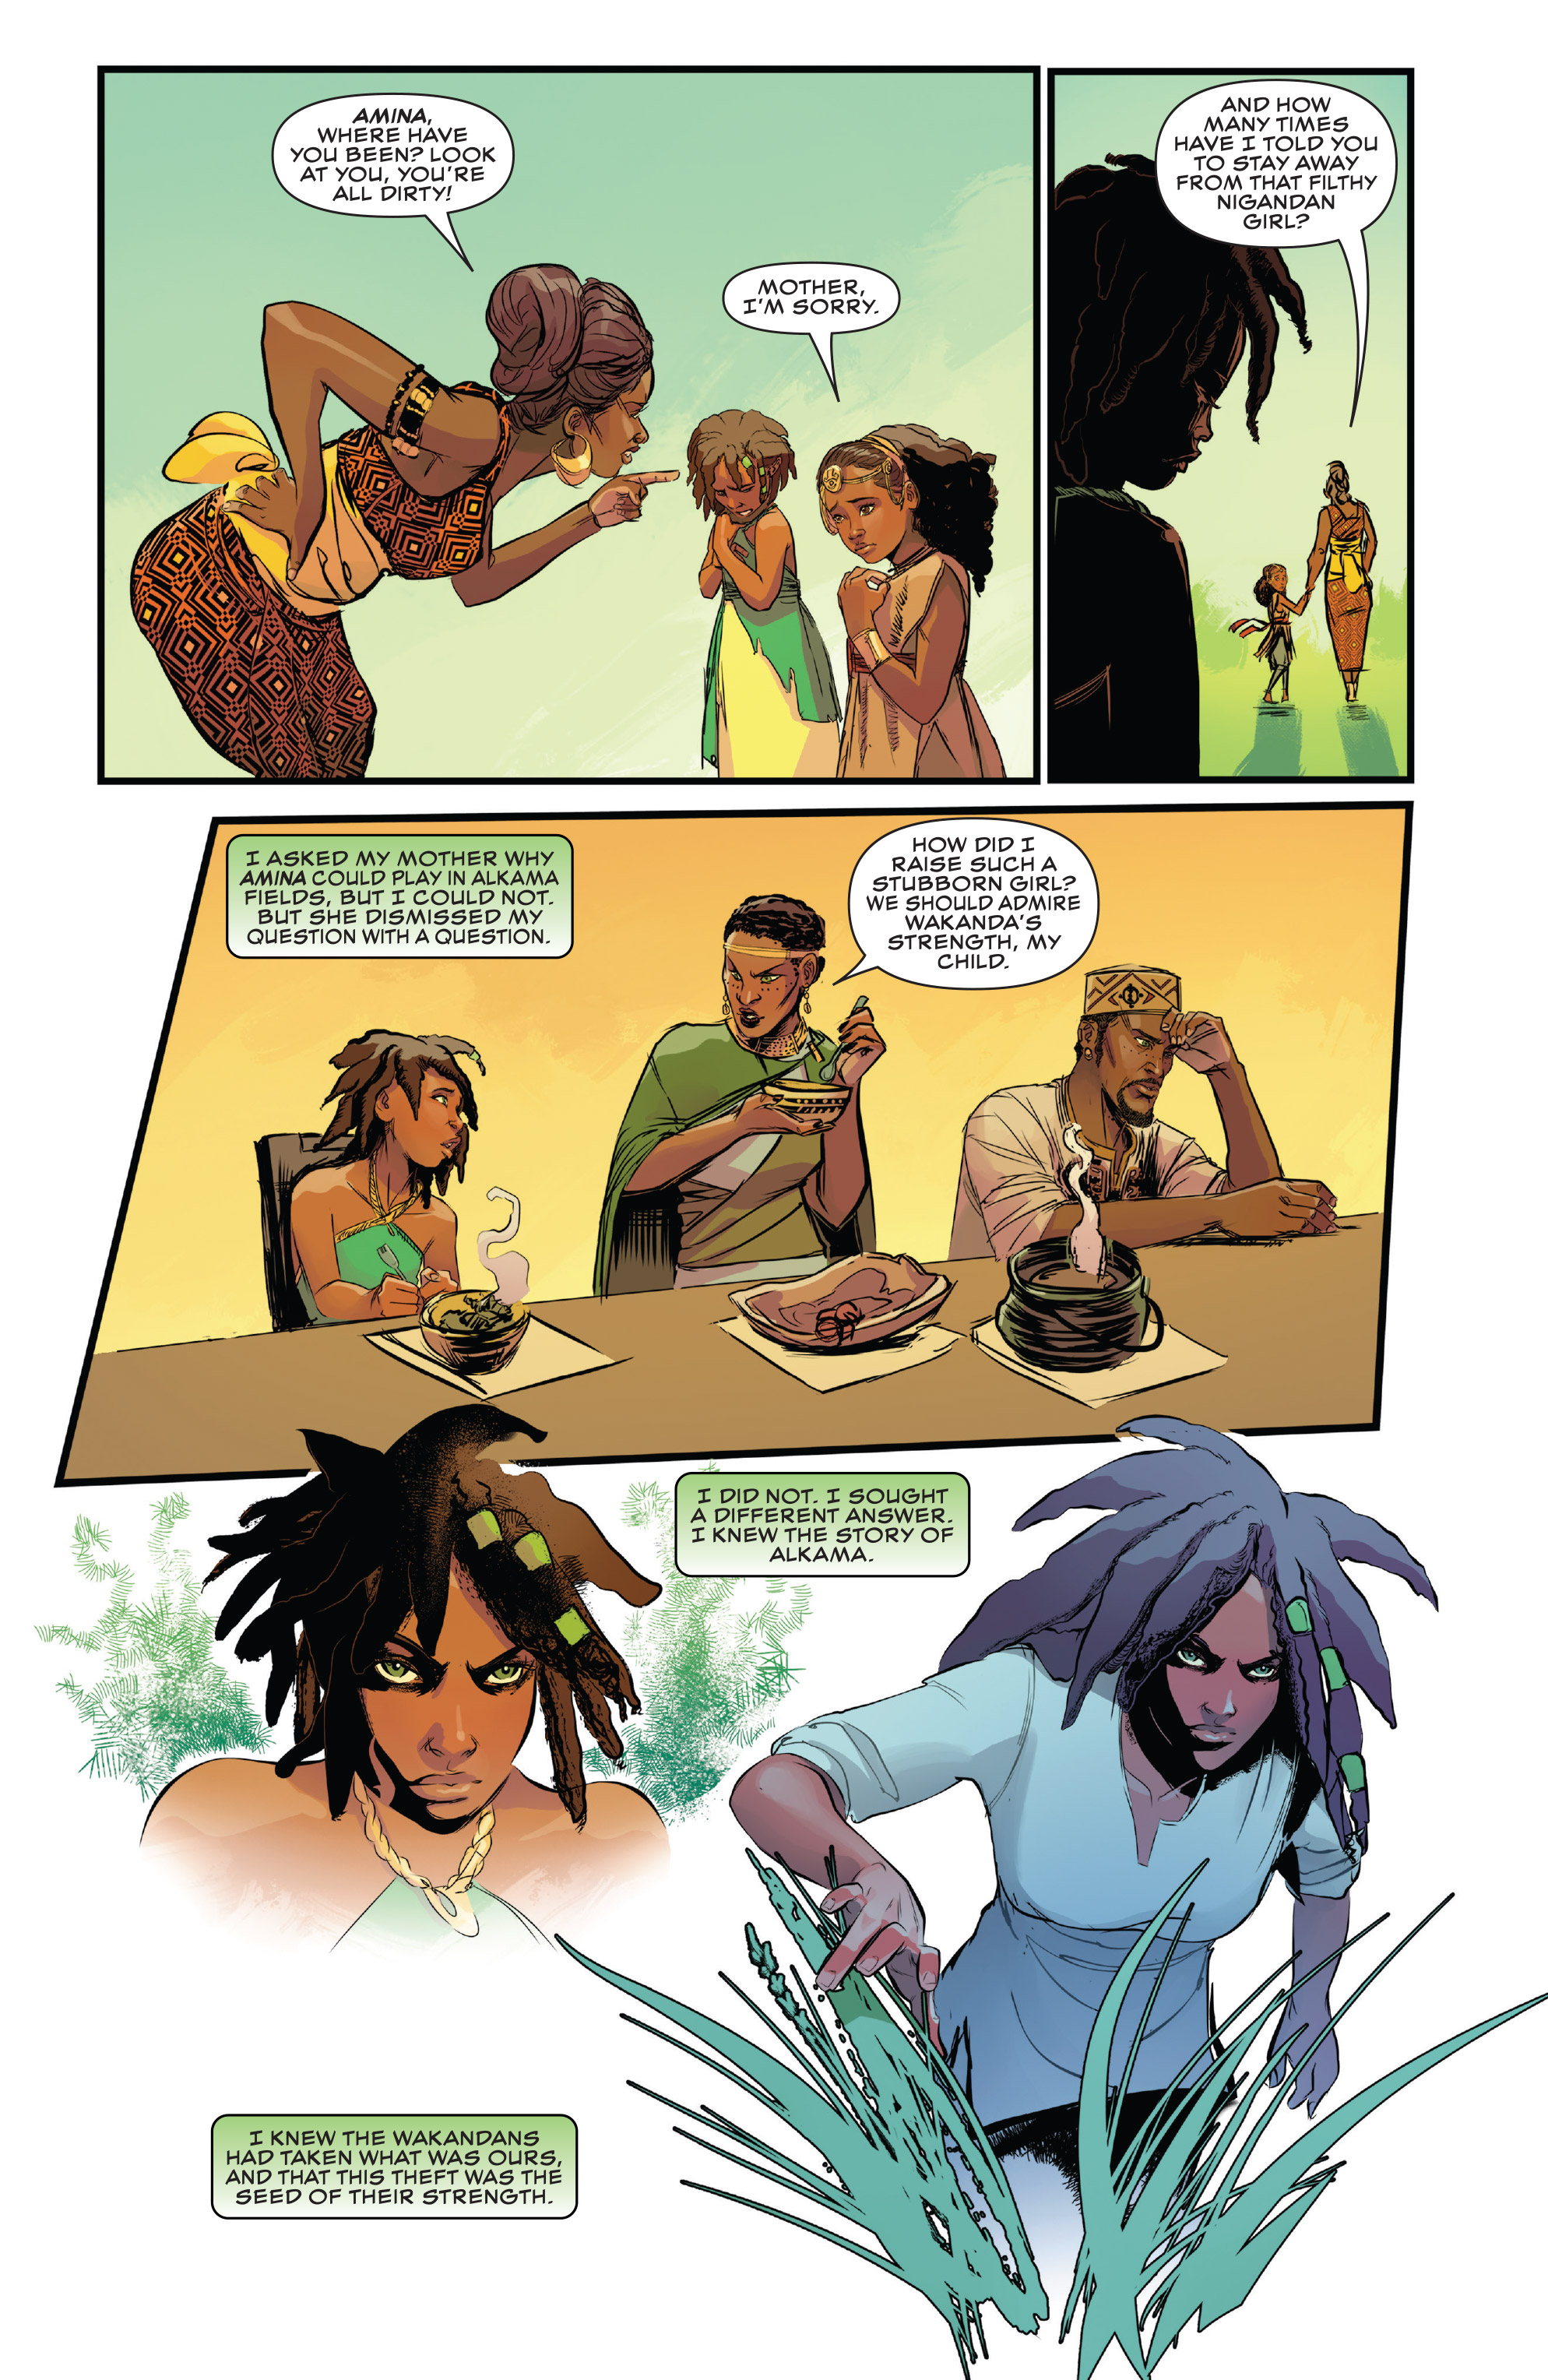 AMINA,
WHERE HAVE
YOU BEEN? LOOK
AT YOU, YOU'RE
ALL DIRTY!
MOTHER,
I'M SORRY.
AND HOW
MANY TIMES
HAVE I TOLD YOU
TO STAY AWAY
FROM THAT FILTHY
NIGANDAN
GIRL?
I ASKED MY MOTHER WHY
AMINA COULD PLAY IN ALKAMA
FIELDS, BUT I COULD NOT.
BUT SHE DISMISSED MY
QUESTION WITH A QUESTION.
HOW DID I
RAISE SUCH A
STUBBORN GIRL?
WE SHOULD ADMIRE
WAKANDA'S
STRENGTH, MY
CHILD.
I DID NOT. I SOUGHT
A DIFFERENT ANSWER.
I KNEW THE STORY OF
ALKAMA.
I KNEW THE WAKANDANS
HAD TAKEN WHAT WAS OURS,
AND THAT THIS THEFT WAS THE
SEED OF THEIR STRENGTH.